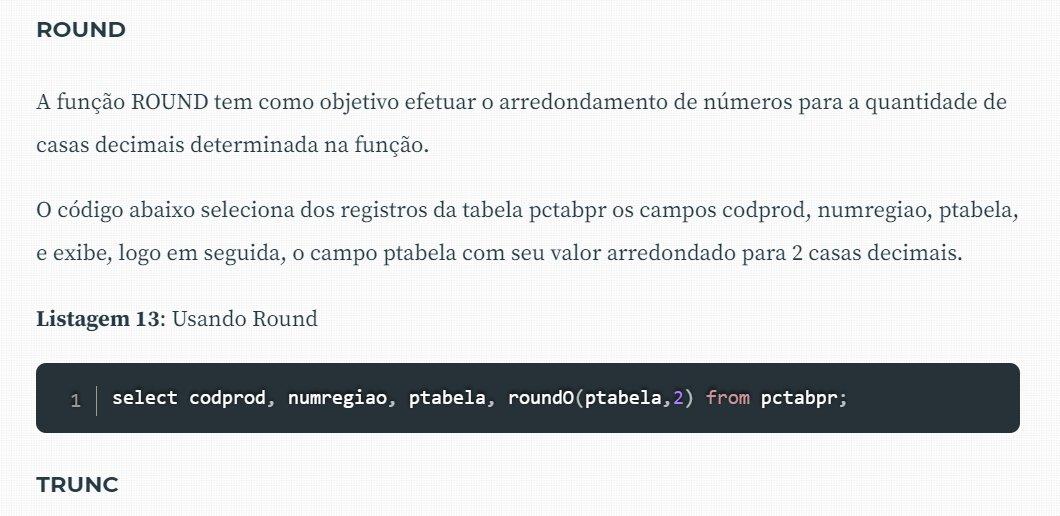 ROUND
A função ROUND tem como objetivo efetuar o arredondamento de números para a quantidade de
casas decimais determinada na função.
O código abaixo seleciona dos registros da tabela pctabpr os campos codprod, numregiao, ptabela,
e exibe, logo em seguida, o campo ptabela com seu valor arredondado para 2 casas decimais.
Listagem 13: Usando Round
1 select codprod, numregiao, ptabela, roundO(ptabela,2) from pctabpr;
TRUNC